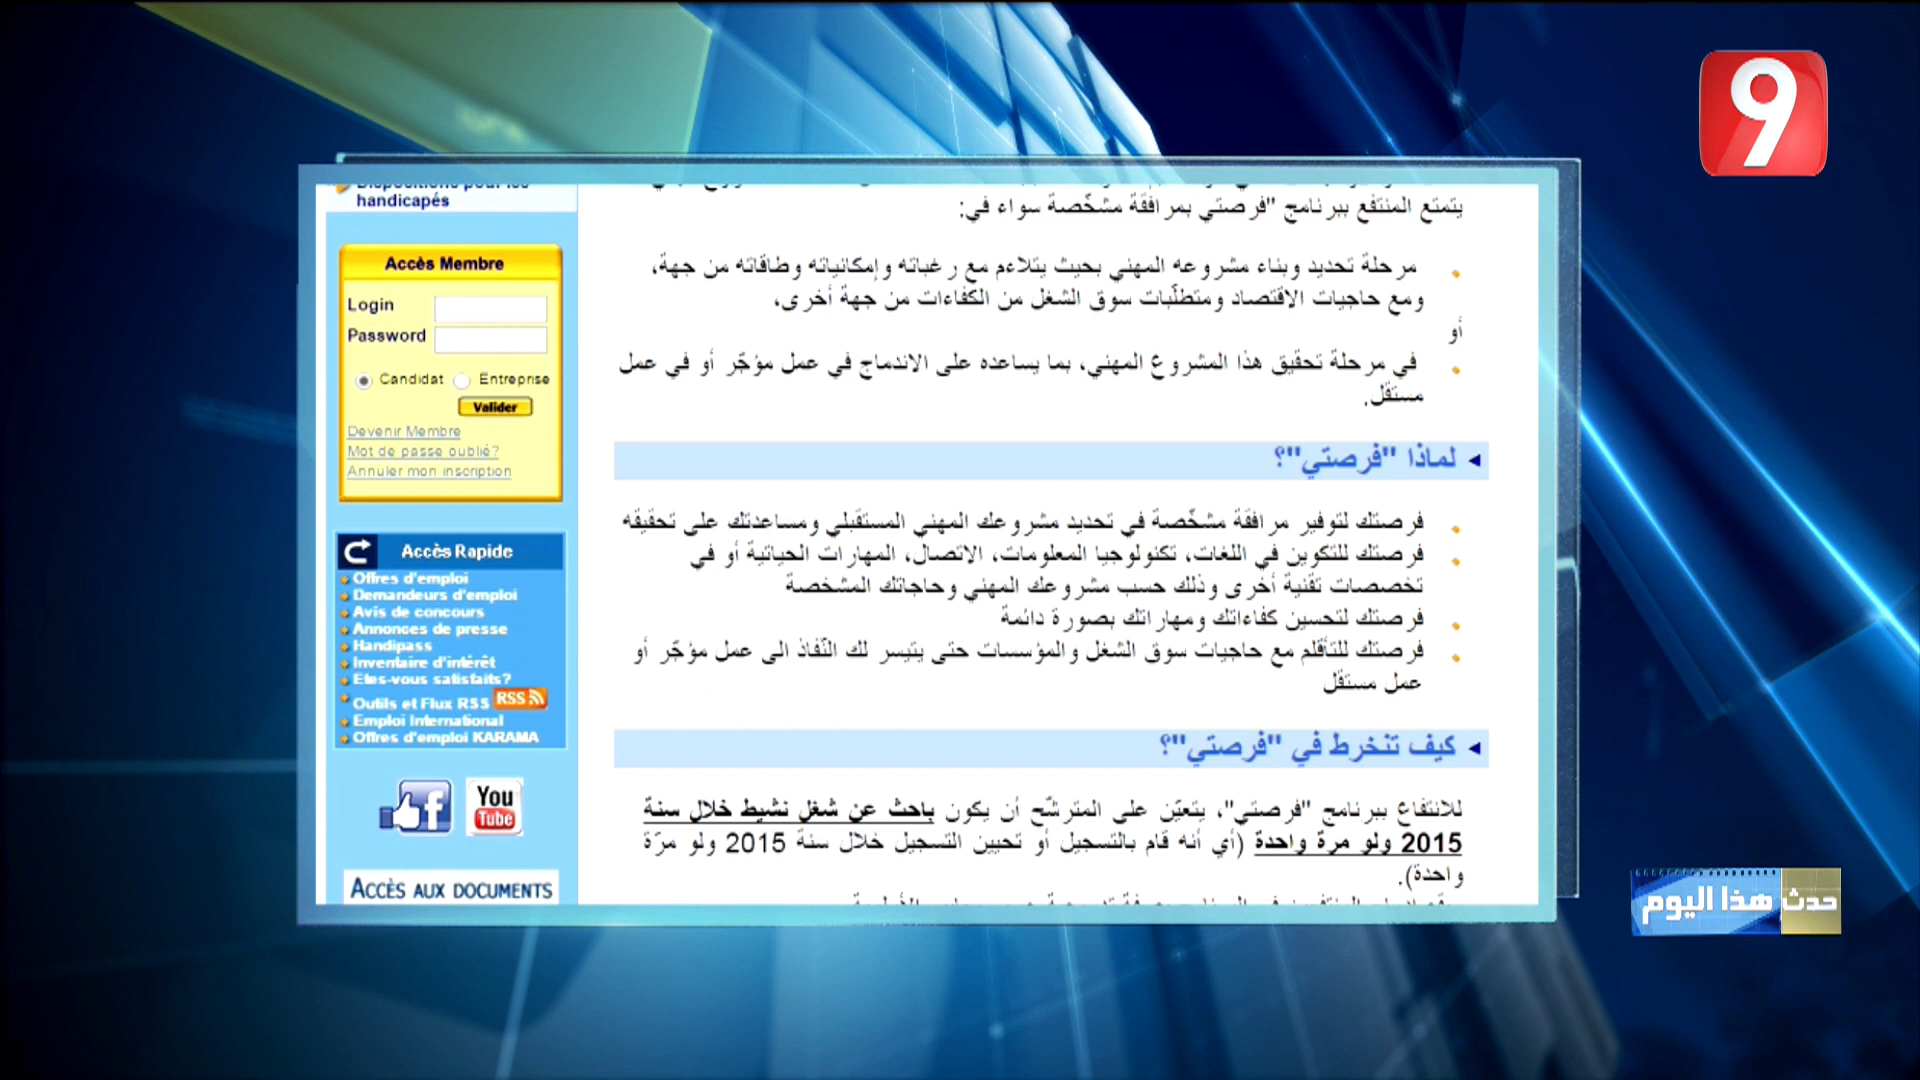 9
handicapés
Accès Membre
Login
Password
Candidat Entreprise
Valider
Devenir Membre
Mot de passe oublié?
Annuler mon inscription
Accès Rapide
Offres d'emploi
Demandeurs d'emploi
Avis de concours
Annonces de presse
Handipass
Inventaire d'intérêt
Etes-vous satisfaits?
Outils et Flux RSS RSS
Emploi International
Offres d'emploi KARAMA
You
Tube
ACCÈS AUX DOCUMENTS
يتمتع المنتفع ببرنامج "فرصتي بمرافقة مشخّصة سواء في:
مرحلة تحديد وبناء مشروعه المهني بحيث يتلاءم مع رغباته وإمكانياته وطاقاته من جهة،
ومع حاجيات الاقتصاد ومتطلّبات سوق الشغل من الكفاءات من جهة أخرى،
أو
في مرحلة تحقيق هذا المشروع المهني، بما يساعده على الاندماج في عمل مؤجّر أو في عمل
مستقّل.
لماذا "فرصتي"؟
فرصتك لتوفير مرافقة مشخّصة في تحديد مشروعك المهني المستقبلي ومساعدتك على تحقيقه
فرصتك للتكوين في اللغات، تكنولوجيا المعلومات، الاتصال، المهارات الحياتية أو في
تخصصات تقنية أخرى وذلك حسب مشروعك المهني وحاجاتك المشخصة
فرصتك لتحسين كفاءاتك ومهاراتك بصورة دائمة
فرصتك للتأقلم مع حاجيات سوق الشغل والمؤسسات حتى يتيسر لك النّفاذ الى عمل مؤجّر أو
عمل مستقّل
كيف تنخرط في "فرصتي"؟
للانتفاع ببرنامج "فرصتي"، يتعيّن على المترشّح أن يكون باحث عن شغل نشيط خلال سنة
2015 ولو مرة واحدة (أي أنه قام بالتسجيل أو تحيين التسجيل خلال سنة 2015 ولو مرّة
واحدة).
حدث هذا اليوم